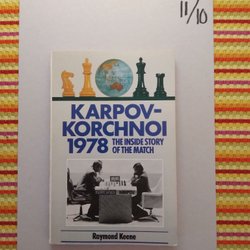 11/10
KARPOV-
KORCHNOI
1978 THE INSIDE STORY
OF THE MATCH
Raymond Keene